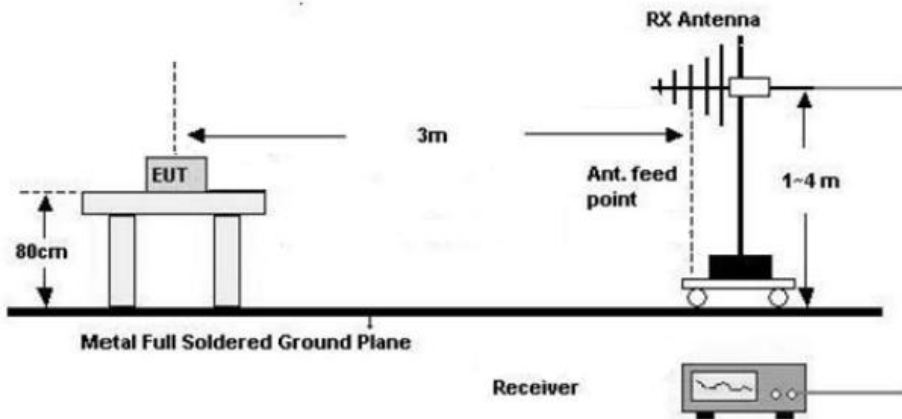 RX Antenna
3m
EUT
Ant. feed
point
1~4 m
80cm
Metal Full Soldered Ground Plane
Receiver